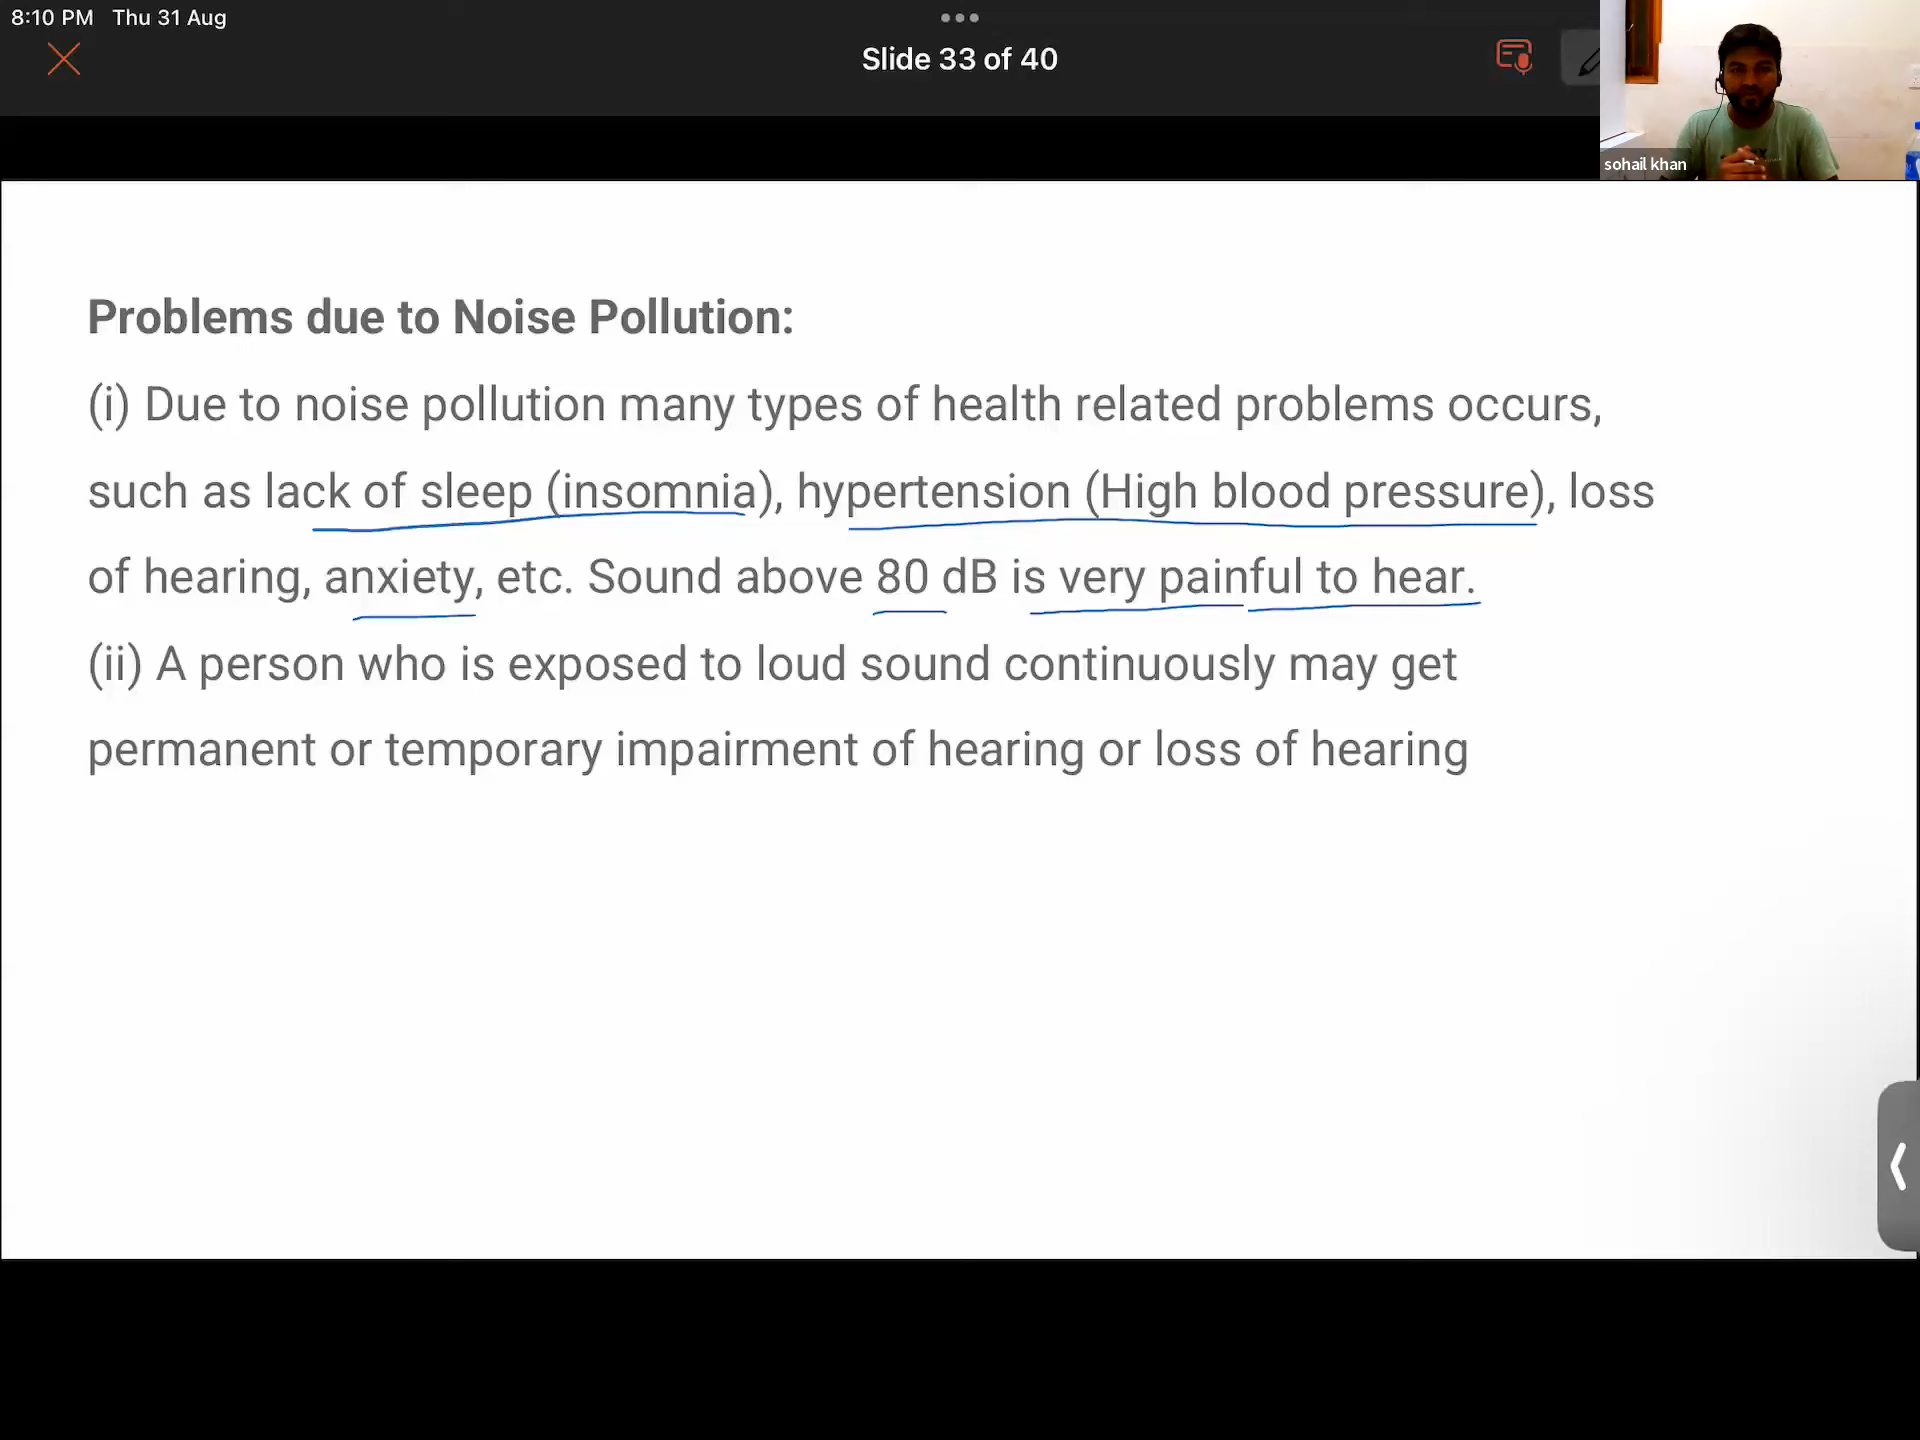 8:10 PM Thu 31 Aug
Slide 33 of 40
sohail khan
Problems due to Noise Pollution:
(i) Due to noise pollution many types of health related problems occurs,
such as lack of sleep (insomnia), hypertension (High blood pressure), loss
of hearing, anxiety, etc. Sound above 80 dB is very painful to hear.
(ii) A person who is exposed to loud sound continuously may get
permanent or temporary impairment of hearing or loss of hearing